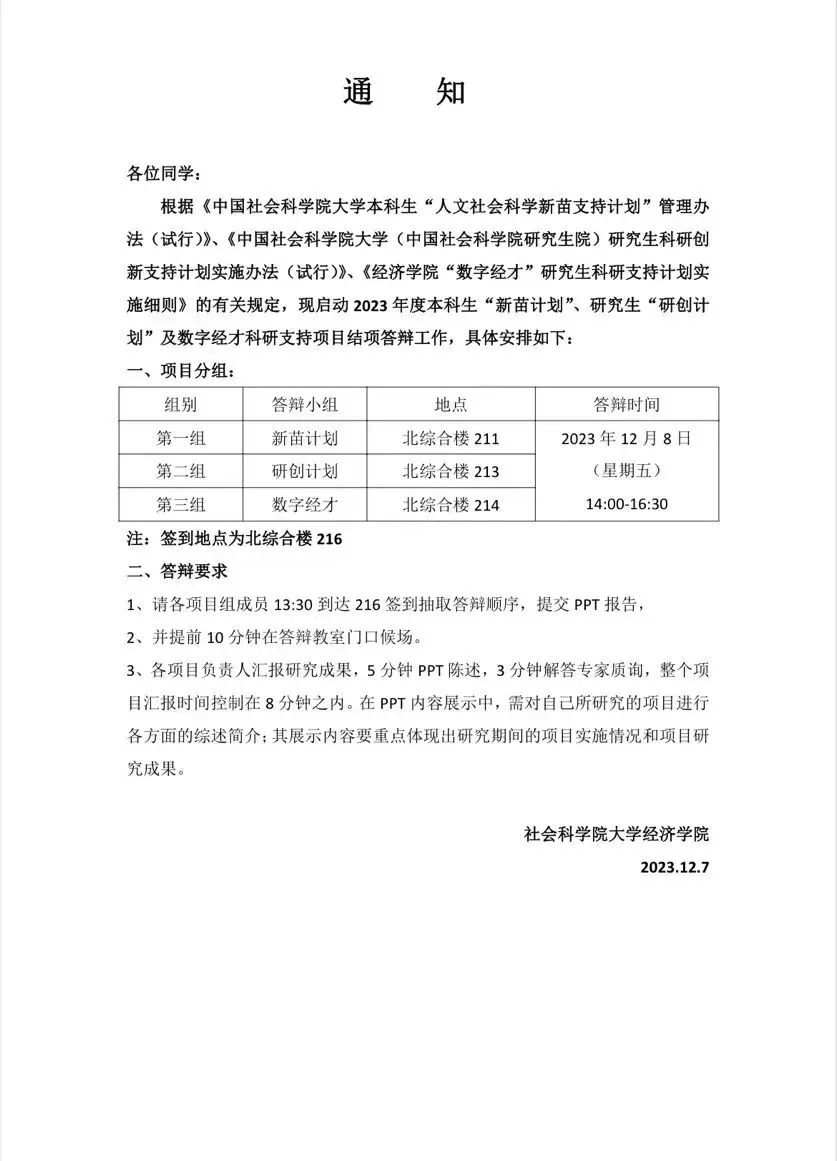 通 知
各位同学：
根据《中国社会科学院大学本科生“人文社会科学新苗支持计划”管理办
法（试行）》、《中国社会科学院大学（中国社会科学院研究生院）研究生科研创
新支持计划实施办法（试行）》、《经济学院“数字经才”研究生科研支持计划实
施细则》的有关规定，现启动 2023 年度本科生“新苗计划”、研究生“研创计
划”及数字经才科研支持项目结项答辩工作，具体安排如下：
一、项目分组：
组别 答辩小组 地点 答辩时间
第一组 新苗计划 北综合楼 211 2023 年 12 月 8 日
第二组 研创计划 北综合楼 213 （星期五）
第三组 数字经才 北综合楼 214 14:00-16:30
注：签到地点为北综合楼 216
二、答辩要求
1、请各项目组成员 13:30 到达 216 签到抽取答辩顺序，提交 PPT 报告，
2、并提前 10 分钟在答辩教室门口候场。
3、各项目负责人汇报研究成果，5 分钟 PPT 陈述，3 分钟解答专家质询，整个项
目汇报时间控制在 8 分钟之内。在 PPT 内容展示中，需对自己所研究的项目进行
各方面的综述简介；其展示内容要重点体现出研究期间的项目实施情况和项目研
究成果。
社会科学院大学经济学院
2023.12.7